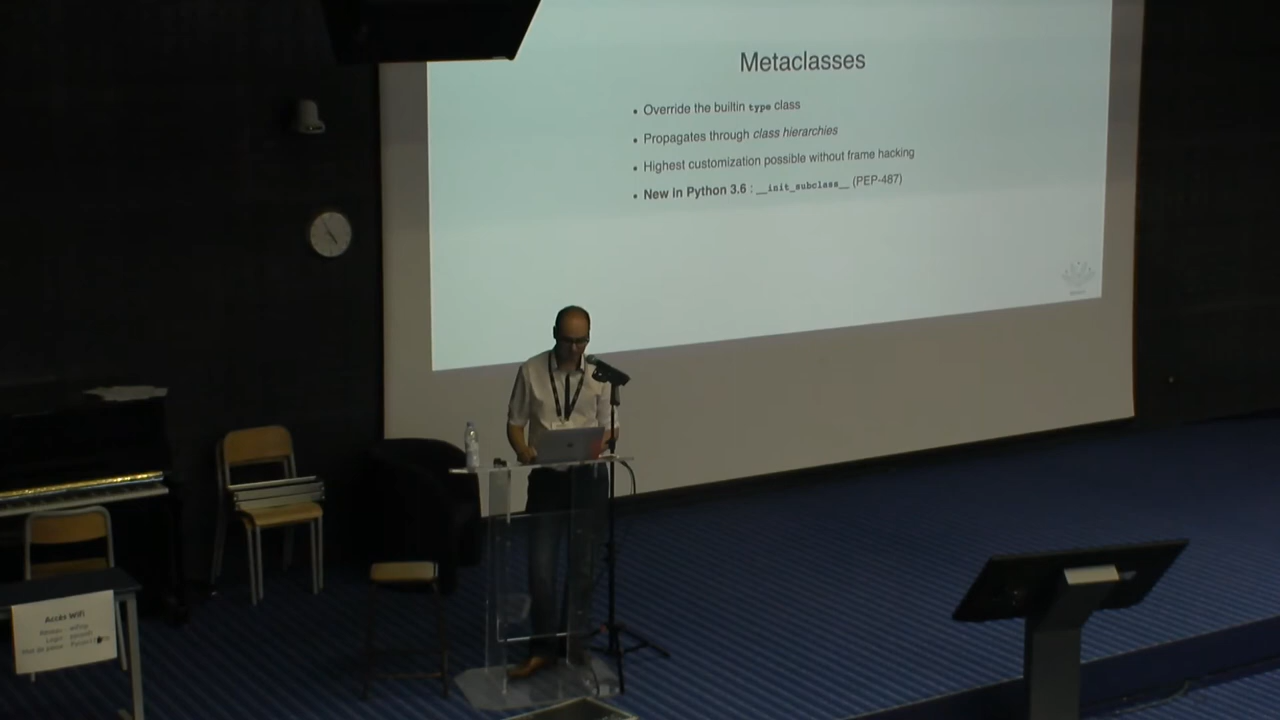 Metaclasses
• Override the builtin type class
• Propagates through class hierarchies
• Highest customization possible without frame hacking
• New in Python 3.6 : __init_subclass__ (PEP-487)
Accès Wifi